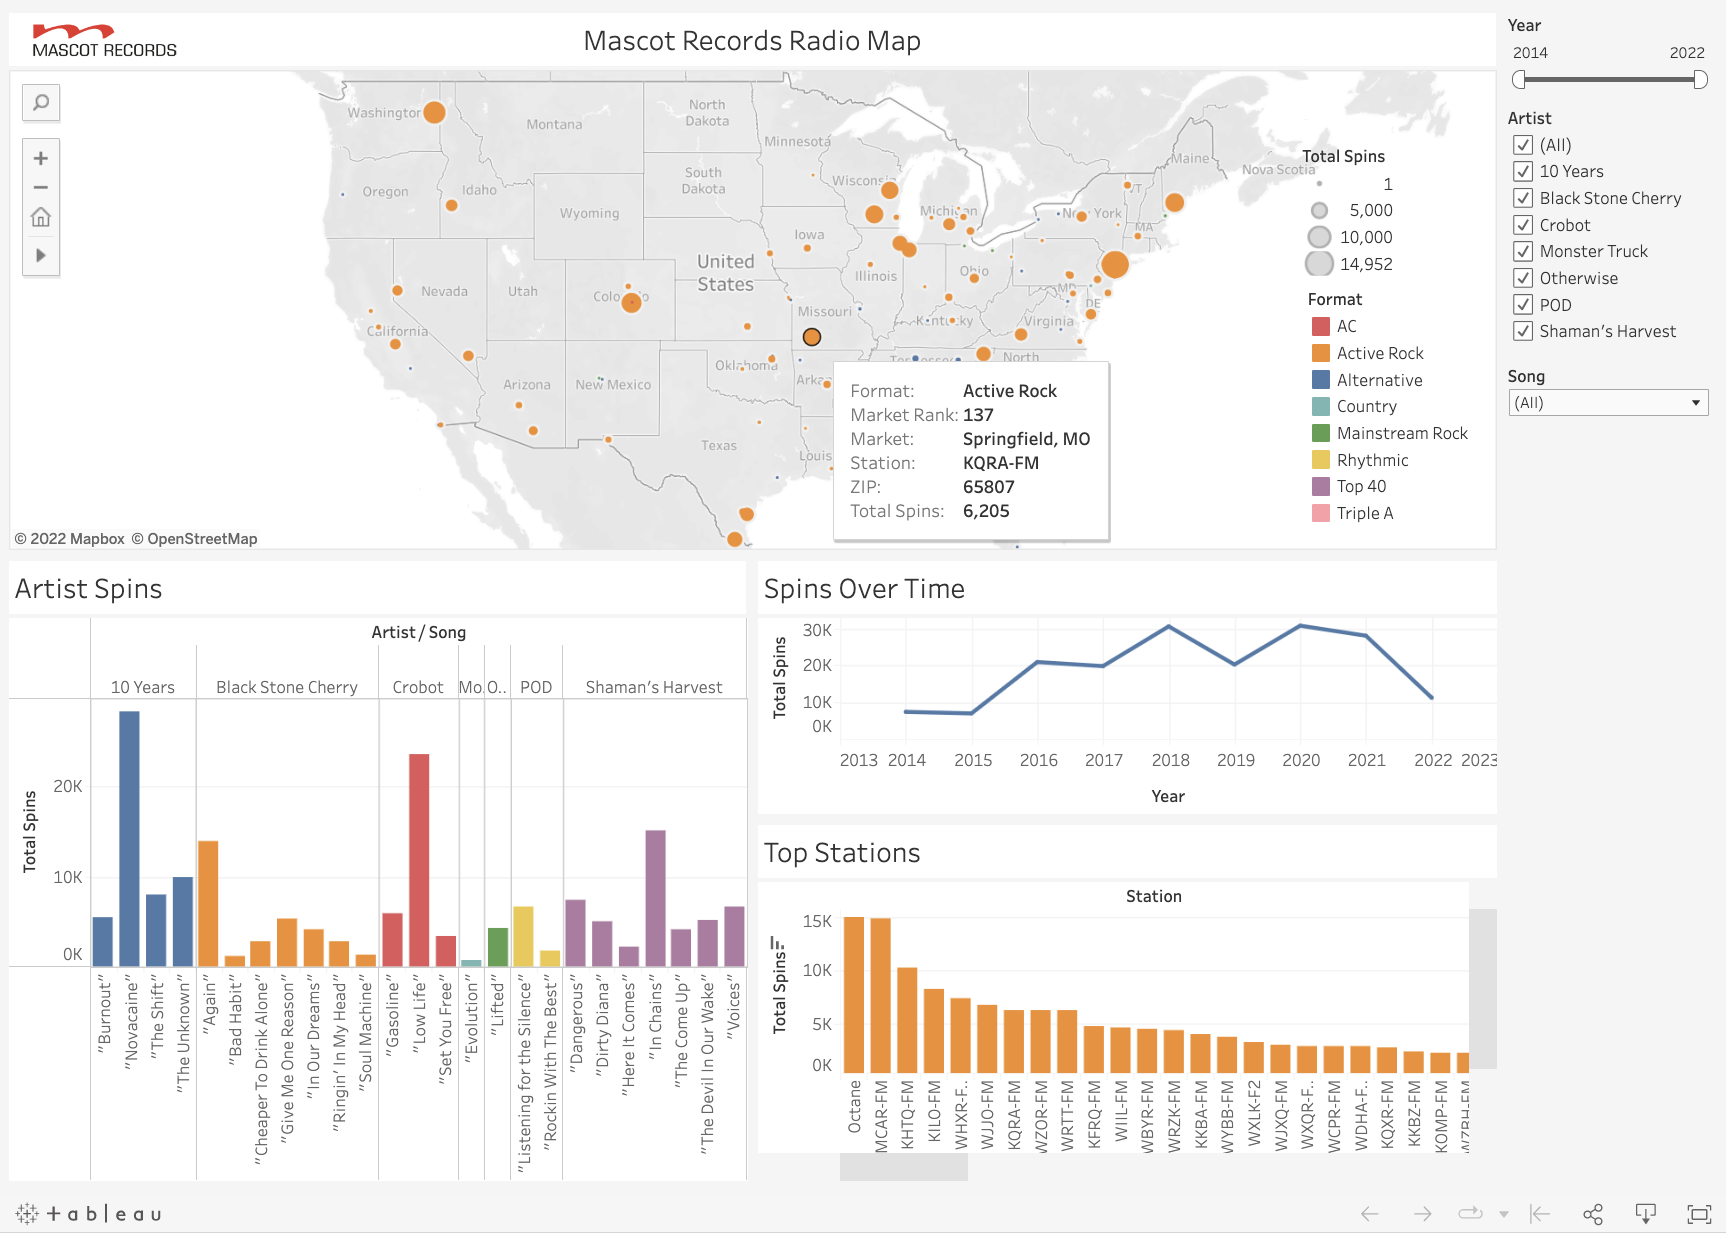 MASCOT RECORDS
Mascot Records Radio Map
Year
2014 2022
Artist
(All)
10 Years
Black Stone Cherry
Crobot
Monster Truck
Otherwise
POD
Shaman's Harvest
Song
(All)
Washington
Montana
North
Dakota
Minnesota
Oregon
Idaho
South
Dakota
Wisconsin
Michigan
Maine
Nova Scotia
VT
New York
MA
Wyoming
Iowa
Nevada
Utah
Colorado
United
States
Illinois
Ohio
MD
DE
California
Missouri
Kentucky
Virginia
Arizona
New Mexico
Oklahoma
Tennessee
North
Texas
Total Spins
1
5,000
10,000
14,952
Format
AC
Active Rock
Alternative
Country
Mainstream Rock
Rhythmic
Top 40
Triple A
Format: Active Rock
Market Rank: 137
Market: Springfield, MO
Station: KQRA-FM
ZIP: 65807
Total Spins: 6,205
© 2022 Mapbox © OpenStreetMap
Artist Spins
Artist / Song
10 Years Black Stone Cherry Crobot Mo. O.. POD Shaman's Harvest
Total Spins
20K
10K
0K
"Burnout"
"Novacaine"
"The Shift"
"The Unknown"
"Again"
"Bad Habit"
"Cheaper To Drink Alone"
"Give Me One Reason"
"In Our Dreams"
"Ringin' In My Head"
"Soul Machine"
"Gasoline"
"Low Life"
"Set You Free"
"Evolution"
"Lifted"
"Listening for the Silence"
"Rockin With The Best"
"Dangerous"
"Dirty Diana"
"Here It Comes"
"In Chains"
"The Come Up"
"The Devil In Our Wake"
"Voices"
Spins Over Time
Total Spins
30K
20K
10K
0K
2013 2014 2015 2016 2017 2018 2019 2020 2021 2022 2023
Year
Top Stations
Station
Total Spins
15K
10K
5K
0K
Octane
MCAR-FM
KHTQ-FM
KILO-FM
WHXR-F..
WJJO-FM
KQRA-FM
WZOR-FM
WRTT-FM
KFRQ-FM
WIIL-FM
WBYR-FM
WRZK-FM
KKBA-FM
WYBB-FM
WXLK-F2
WJXQ-FM
WXQR-F..
WCPR-FM
WDHA-F..
KQXR-FM
KKBZ-FM
KOMP-FM
+ a b l e a u